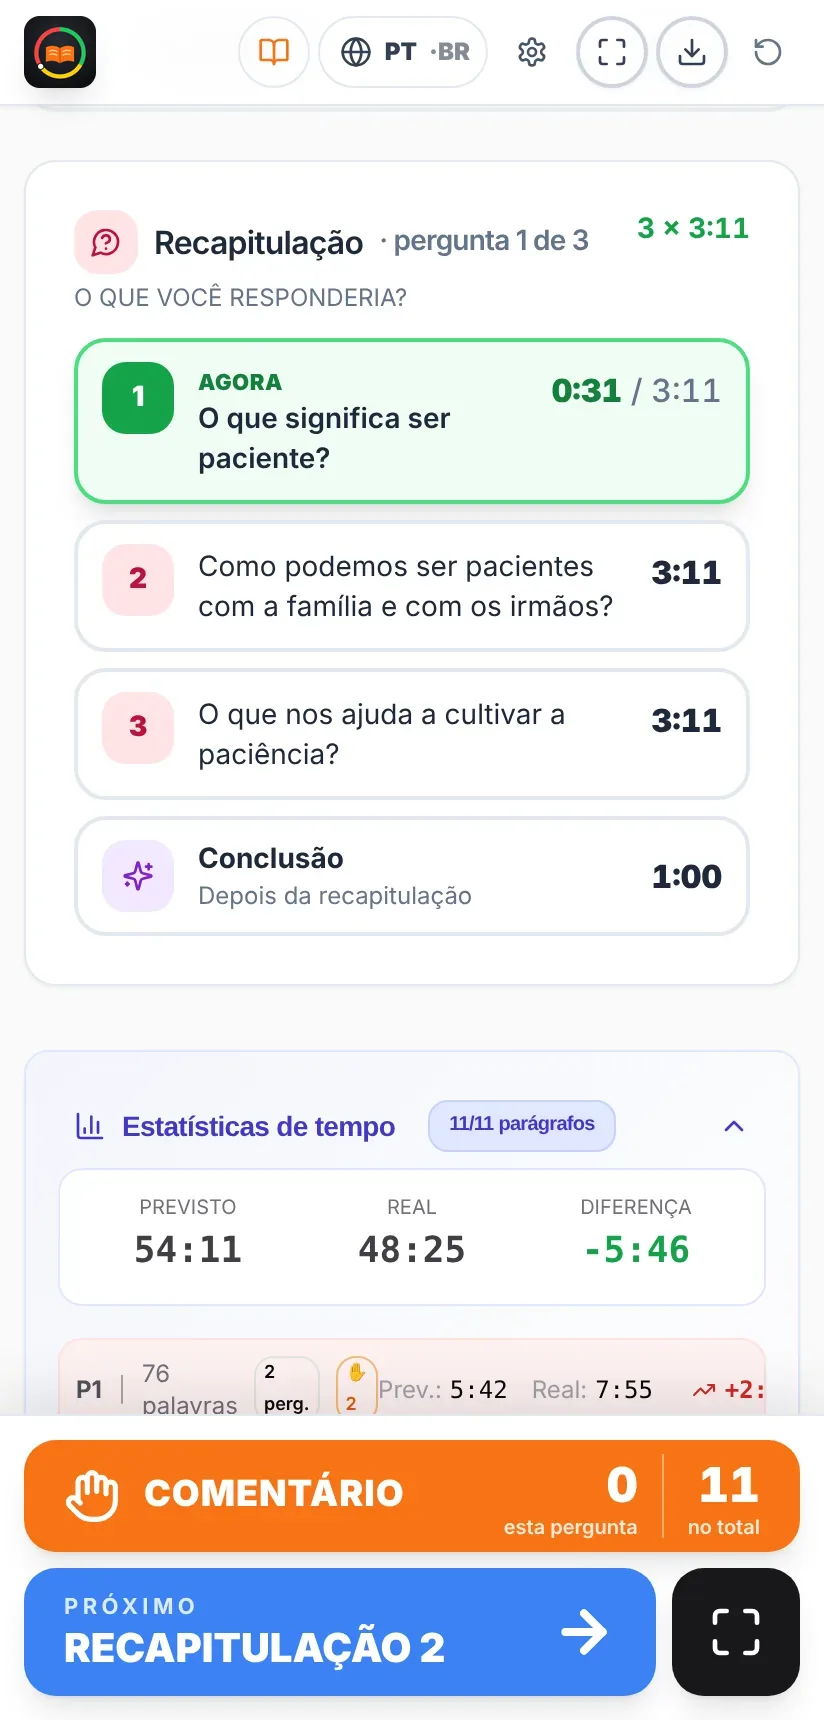 PT ·BR
Recapitulação · pergunta 1 de 3
3 × 3:11
O QUE VOCÊ RESPONDERIA?
1
AGORA
0:31 / 3:11
O que significa ser
paciente?
2
Como podemos ser pacientes
com a família e com os irmãos?
3:11
3
O que nos ajuda a cultivar a
paciência?
3:11
Conclusão
Depois da recapitulação
1:00
Estatísticas de tempo
11/11 parágrafos
PREVISTO REAL DIFERENÇA
54:11 48:25 -5:46
P1
76
palavras
2
perg.
2
Prev.: 5:42 Real: 7:55 +2:
COMENTÁRIO
0
esta pergunta
11
no total
PRÓXIMO
RECAPITULAÇÃO 2